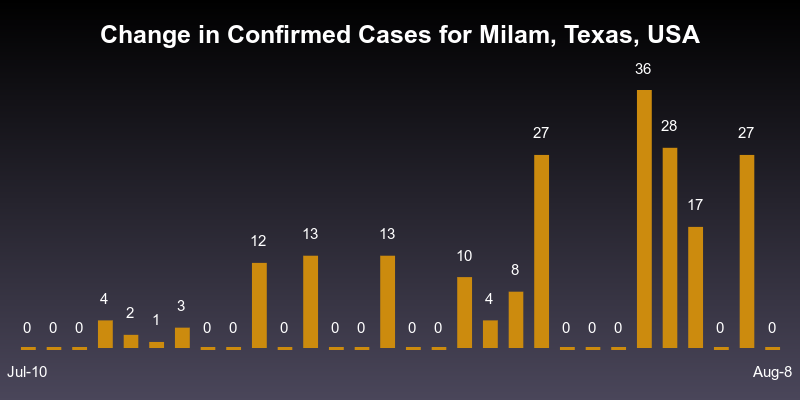 Change in Confirmed Cases for Milam, Texas, USA
0 0 0 4 2 1 3 0 0 12 0 13 0 0 13 0 0 10 4 8 27 0 0 0 36 28 17 0 27 0
Jul-10 Aug-8